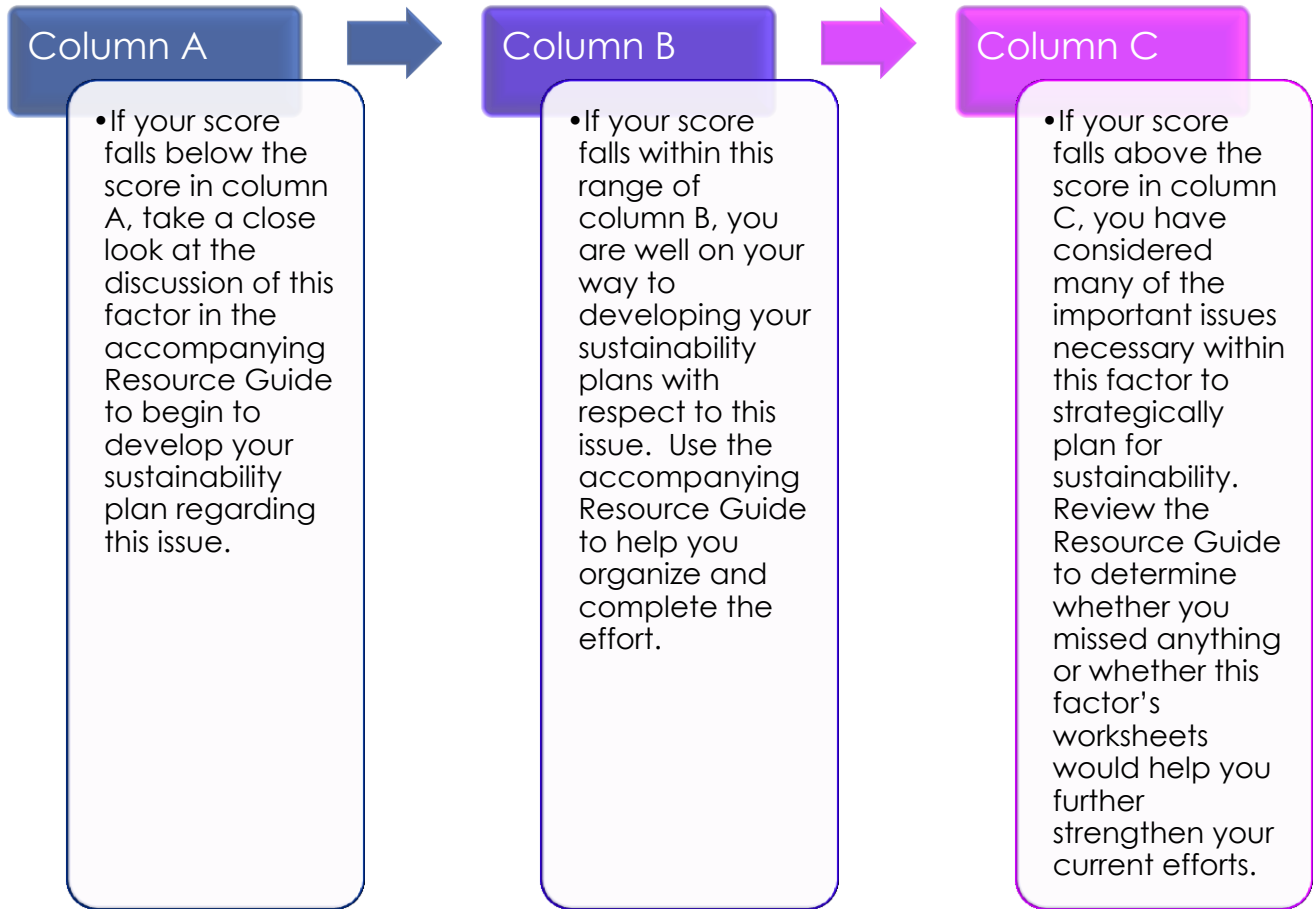 Column A
•If your score
falls below the
score in column
A, take a close
look at the
discussion of this
factor in the
accompanying
Resource Guide
to begin to
develop your
sustainability
plan regarding
this issue.
Column B
•If your score
falls within this
range of
column B, you
are well on your
way to
developing your
sustainability
plans with
respect to this
issue.  Use the
accompanying
Resource Guide
to help you
organize and
complete the
effort.
Column C
•If your score
falls above the
score in column
C, you have
considered
many of the
important issues
necessary within
this factor to
strategically
plan for
sustainability.
Review the
Resource Guide
to determine
whether you
missed anything
or whether this
factor’s
worksheets
would help you
further
strengthen your
current efforts.